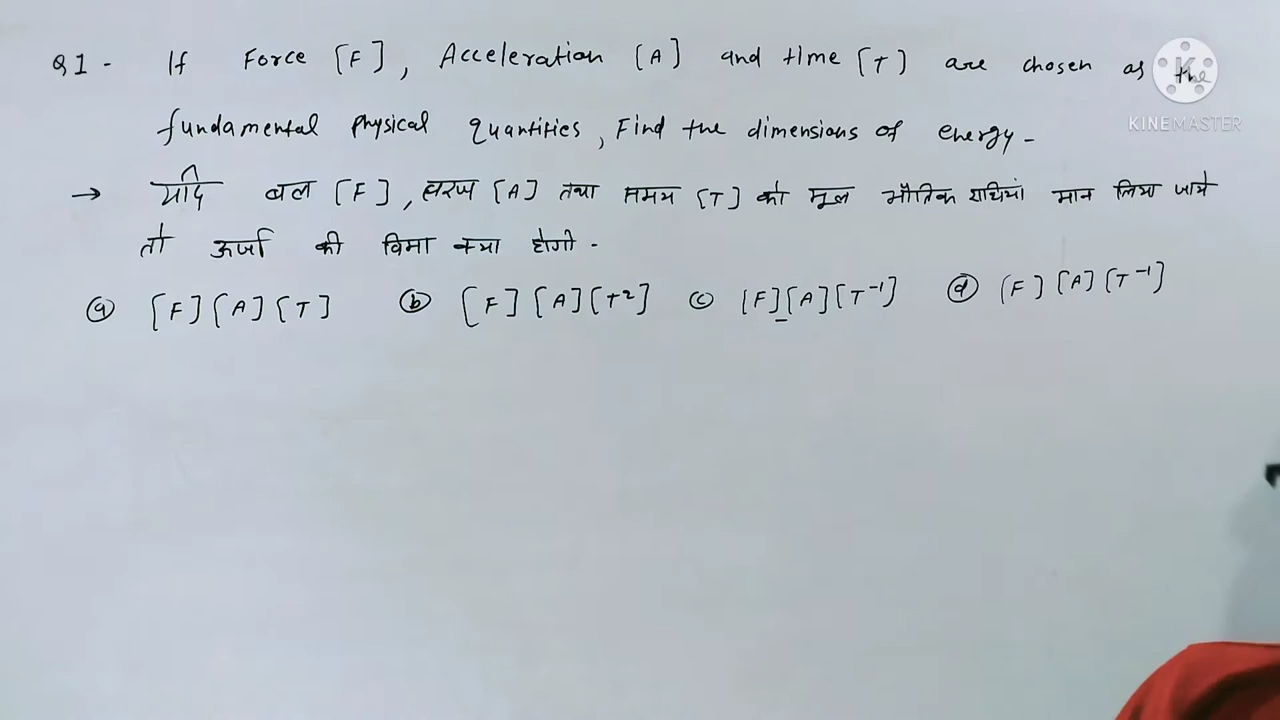 Q1 - If Force [F], Acceleration [A] and time [T] are chosen as the
KINEMASTER
fundamental physical quantities, Find the dimensions of energy -
→ यदि बल [F], त्वरण [A] तथा समय [T] को मूल भौतिक राशियां मान लिया जाये
तो ऊर्जा की विमा क्या होगी -
ⓐ [F][A][T] ⓑ [F][A][T²] ⓒ [F][A][T⁻¹] ⓓ [F][A][T⁻¹]